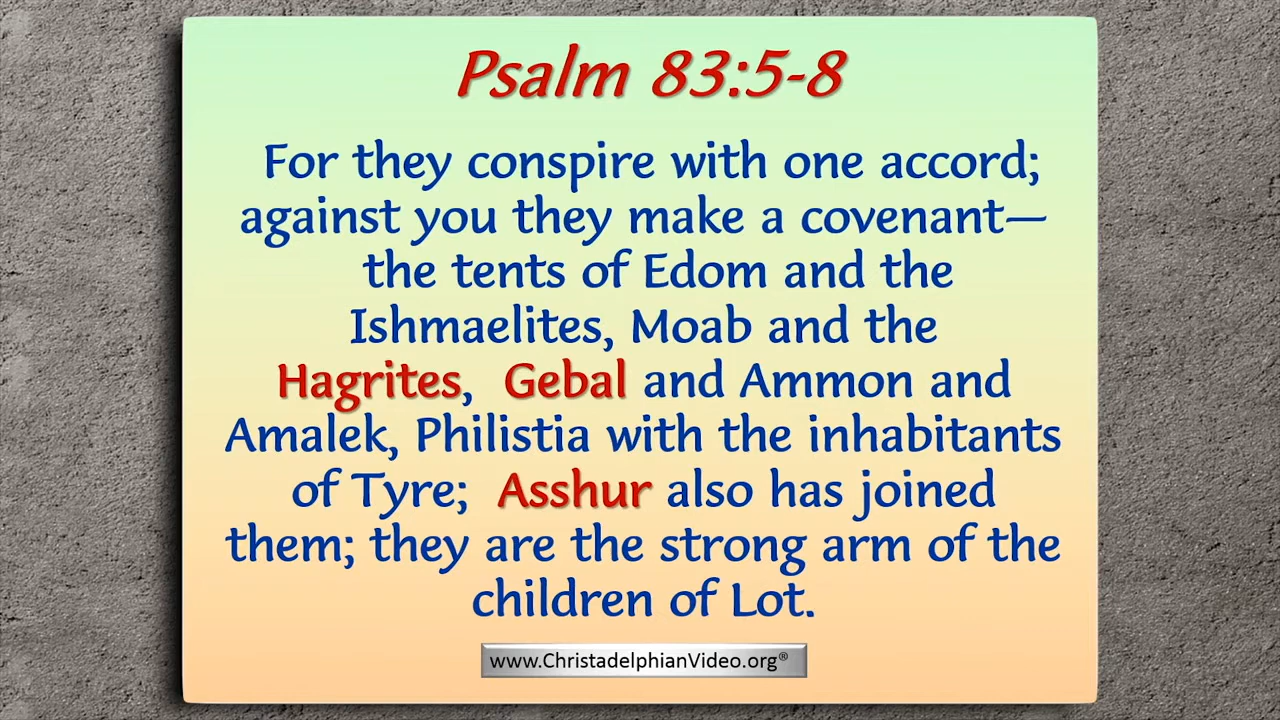 Psalm 83:5-8
For they conspire with one accord;
against you they make a covenant—
the tents of Edom and the
Ishmaelites, Moab and the
Hagrites,  Gebal and Ammon and
Amalek, Philistia with the inhabitants
of Tyre;  Asshur also has joined
them; they are the strong arm of the
children of Lot.
www.ChristadelphianVideo.org®